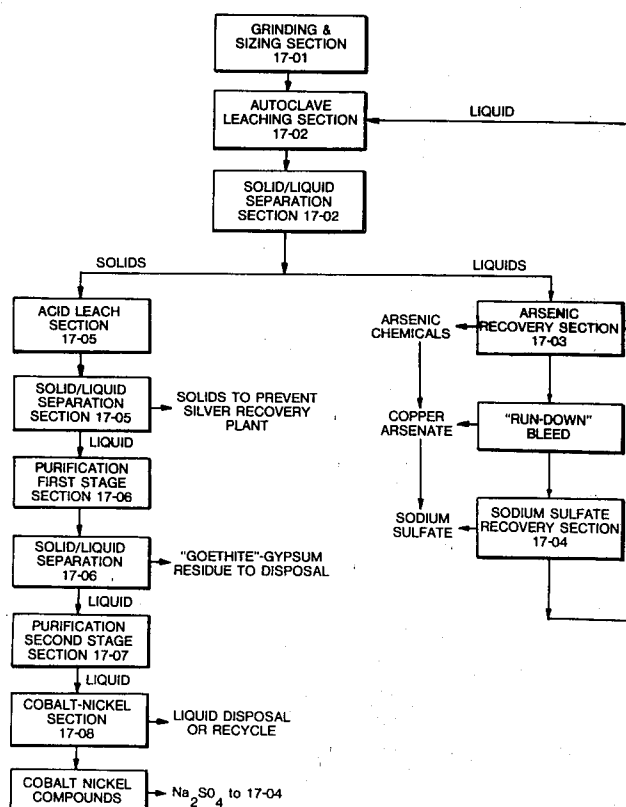 GRINDING &
SIZING SECTION
17-01
AUTOCLAVE
LEACHING SECTION
17-02
LIQUID
SOLID/LIQUID
SEPARATION
SECTION 17-02
SOLIDS
LIQUIDS
ACID LEACH
SECTION
17-05
ARSENIC
CHEMICALS
ARSENIC
RECOVERY SECTION
17-03
SOLID/LIQUID
SEPARATION
SECTION 17-05
SOLIDS TO PREVENT
SILVER RECOVERY
PLANT
COPPER
ARSENATE
"RUN-DOWN"
BLEED
LIQUID
PURIFICATION
FIRST STAGE
SECTION 17-06
SODIUM
SULFATE
SODIUM SULFATE
RECOVERY SECTION
17-04
SOLID/LIQUID
SEPARATION
17-06
"GOETHITE"-GYPSUM
RESIDUE TO DISPOSAL
LIQUID
PURIFICATION
SECOND STAGE
SECTION 17-07
LIQUID
COBALT-NICKEL
SECTION
17-08
LIQUID DISPOSAL
OR RECYCLE
COBALT NICKEL
COMPOUNDS
Na2SO4 to 17-04